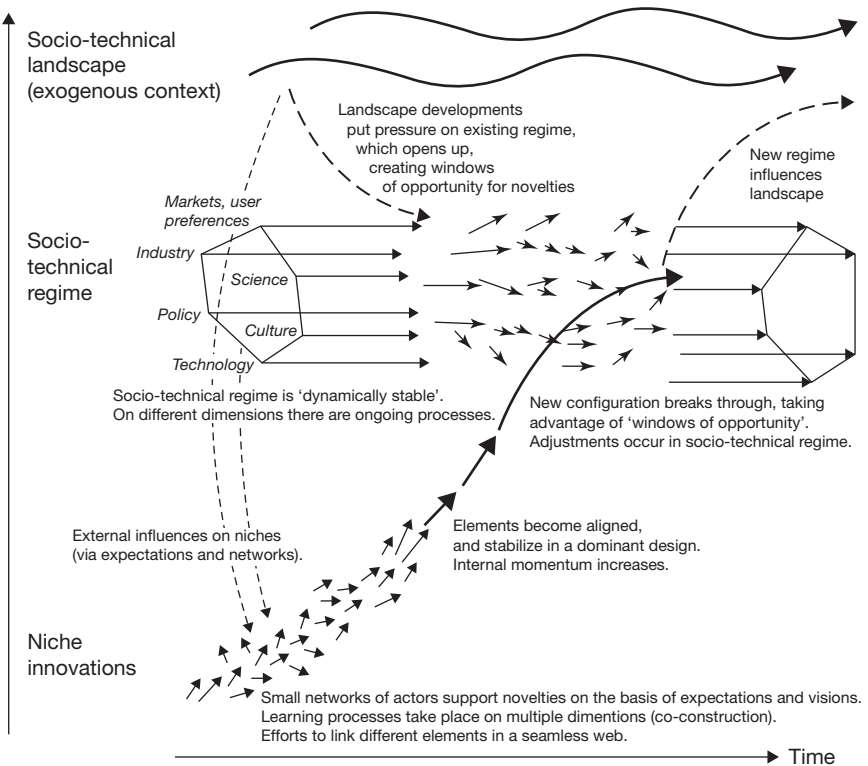 Socio-technical
landscape
(exogenous context)
Landscape developments
put pressure on existing regime,
which opens up,
creating windows
of opportunity for novelties
New regime
influences
landscape
Markets, user
preferences
Socio-
technical
regime
Industry
Science
Policy
Culture
Technology
Socio-technical regime is ‘dynamically stable’.
On different dimensions there are ongoing processes.
New configuration breaks through, taking
advantage of ‘windows of opportunity’.
Adjustments occur in socio-technical regime.
External influences on niches
(via expectations and networks).
Elements become aligned,
and stabilize in a dominant design.
Internal momentum increases.
Niche
innovations
Small networks of actors support novelties on the basis of expectations and visions.
Learning processes take place on multiple dimentions (co-construction).
Efforts to link different elements in a seamless web.
Time